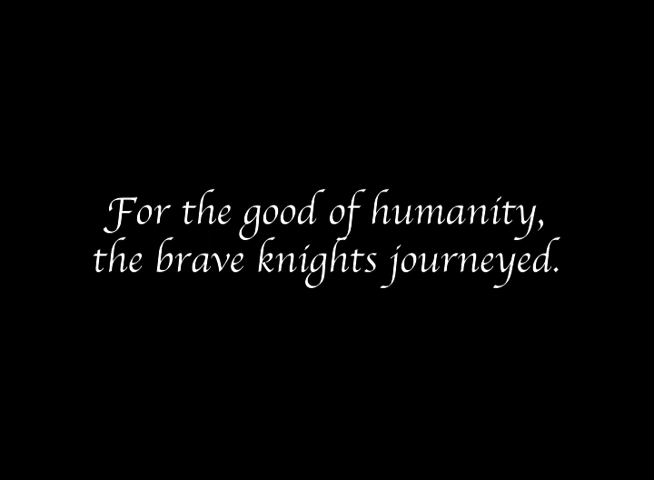 For the good of humanity,
the brave knights journeyed.